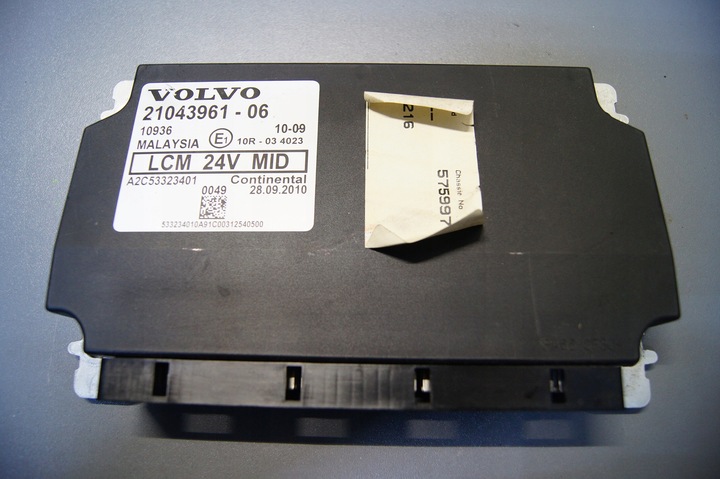 VOLVO
21043961 - 06
10936 10-09
MALAYSIA E1 10R - 03 4023
LCM 24V MID
A2C53323401 Continental
0049 28.09.2010
533234010A91C00312540500
216
Chassie No
575997